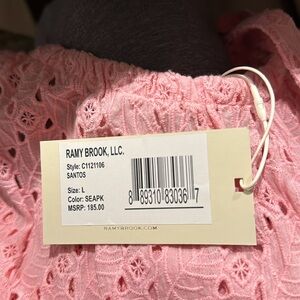 RAMY BROOK, LLC.
Style: C1121106
SANTOS
Size: L
Color: SEAPK
MSRP: 185.00
8 89310 83036 7
RAMYBROOK.COM